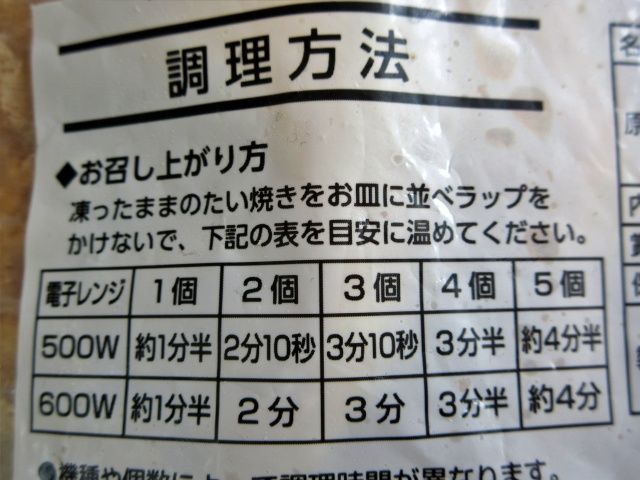 調理方法
◆お召し上がり方
凍ったままのたい焼きをお皿に並べラップを
かけないで、下記の表を目安に温めてください。
電子レンジ 1個 2個 3個 4個 5個
500W 約1分半 2分10秒 3分10秒 3分半 約4分半
600W 約1分半 2分 3分 3分半 約4分
名
原
内